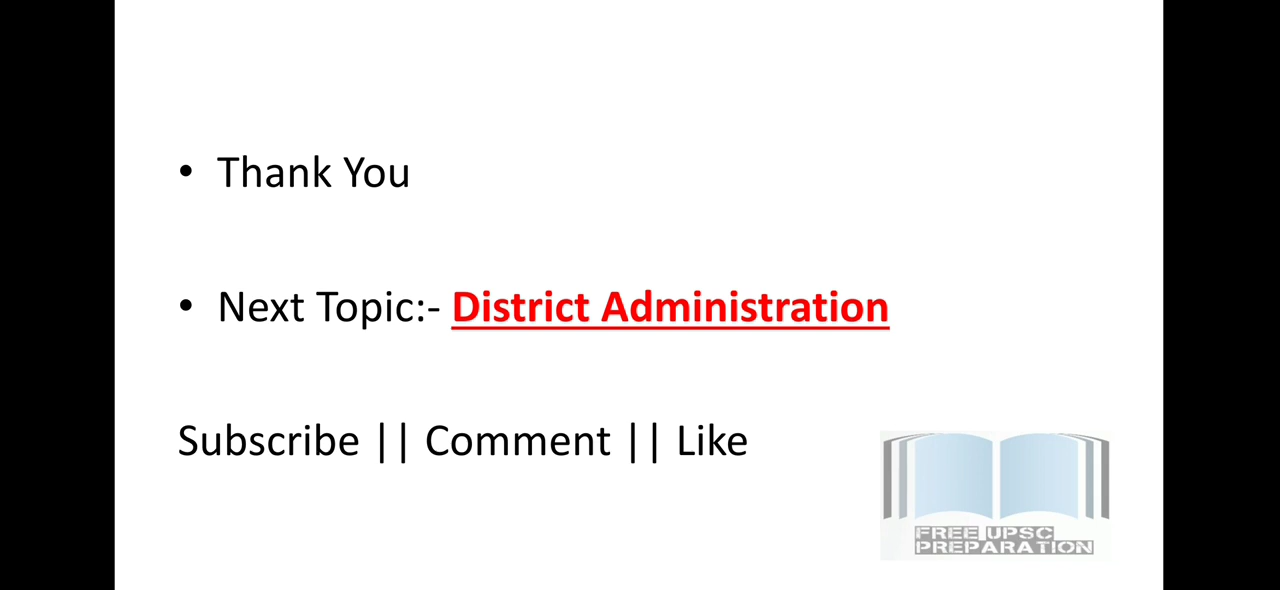 • Thank You
• Next Topic:- District Administration
Subscribe || Comment || Like
FREE UPSC
PREPARATION